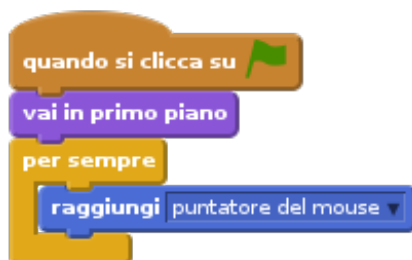 quando si clicca su
vai in primo piano
per sempre
raggiungi puntatore del mouse